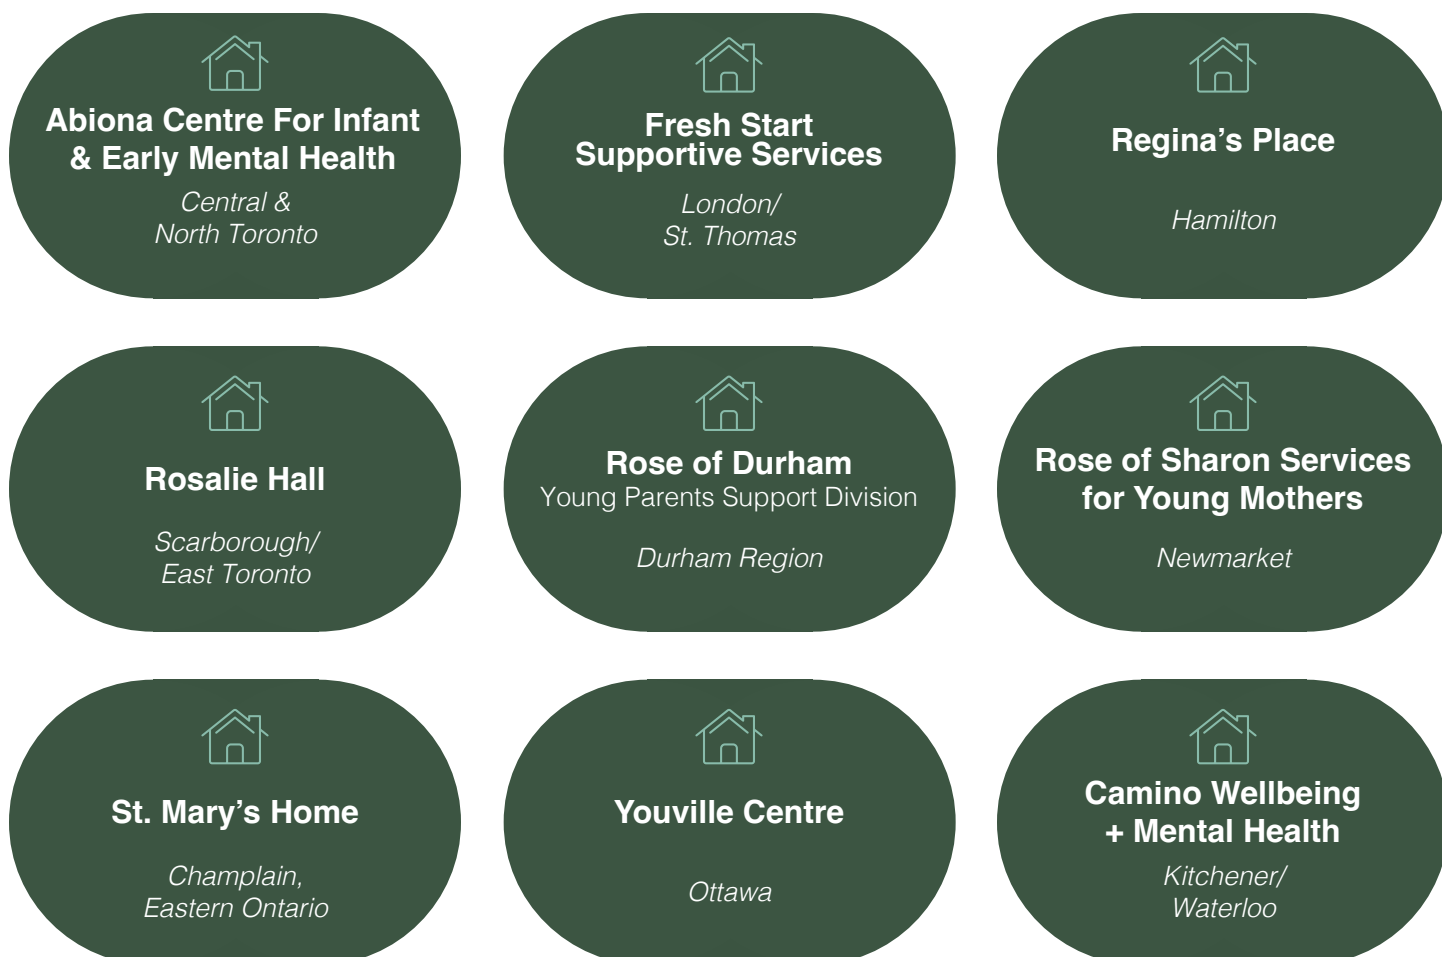 Abiona Centre For Infant
& Early Mental Health
Central &
North Toronto
Fresh Start
Supportive Services
London/
St. Thomas
Regina’s Place
Hamilton
Rosalie Hall
Scarborough/
East Toronto
Rose of Durham
Young Parents Support Division
Durham Region
Rose of Sharon Services
for Young Mothers
Newmarket
St. Mary’s Home
Champlain,
Eastern Ontario
Youville Centre
Ottawa
Camino Wellbeing
+ Mental Health
Kitchener/
Waterloo